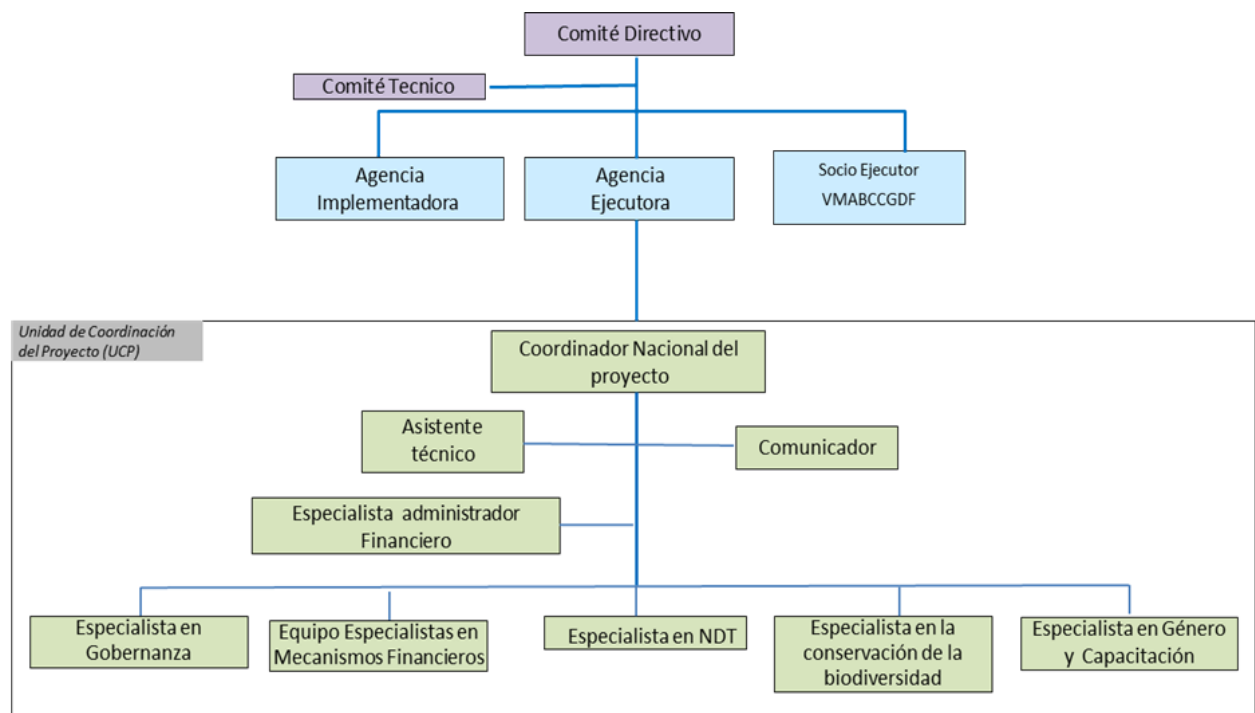 Comité Directivo
Comité Tecnico
Agencia
Implementadora
Agencia
Ejecutora
Socio Ejecutor
VMABCCGDF
Unidad de Coordinación
del Proyecto (UCP)
Coordinador Nacional del
proyecto
Asistente
técnico
Comunicador
Especialista administrador
Financiero
Especialista en
Gobernanza
Equipo Especialistas en
Mecanismos Financieros
Especialista en NDT
Especialista en la
conservación de la
biodiversidad
Especialista en Género
y Capacitación